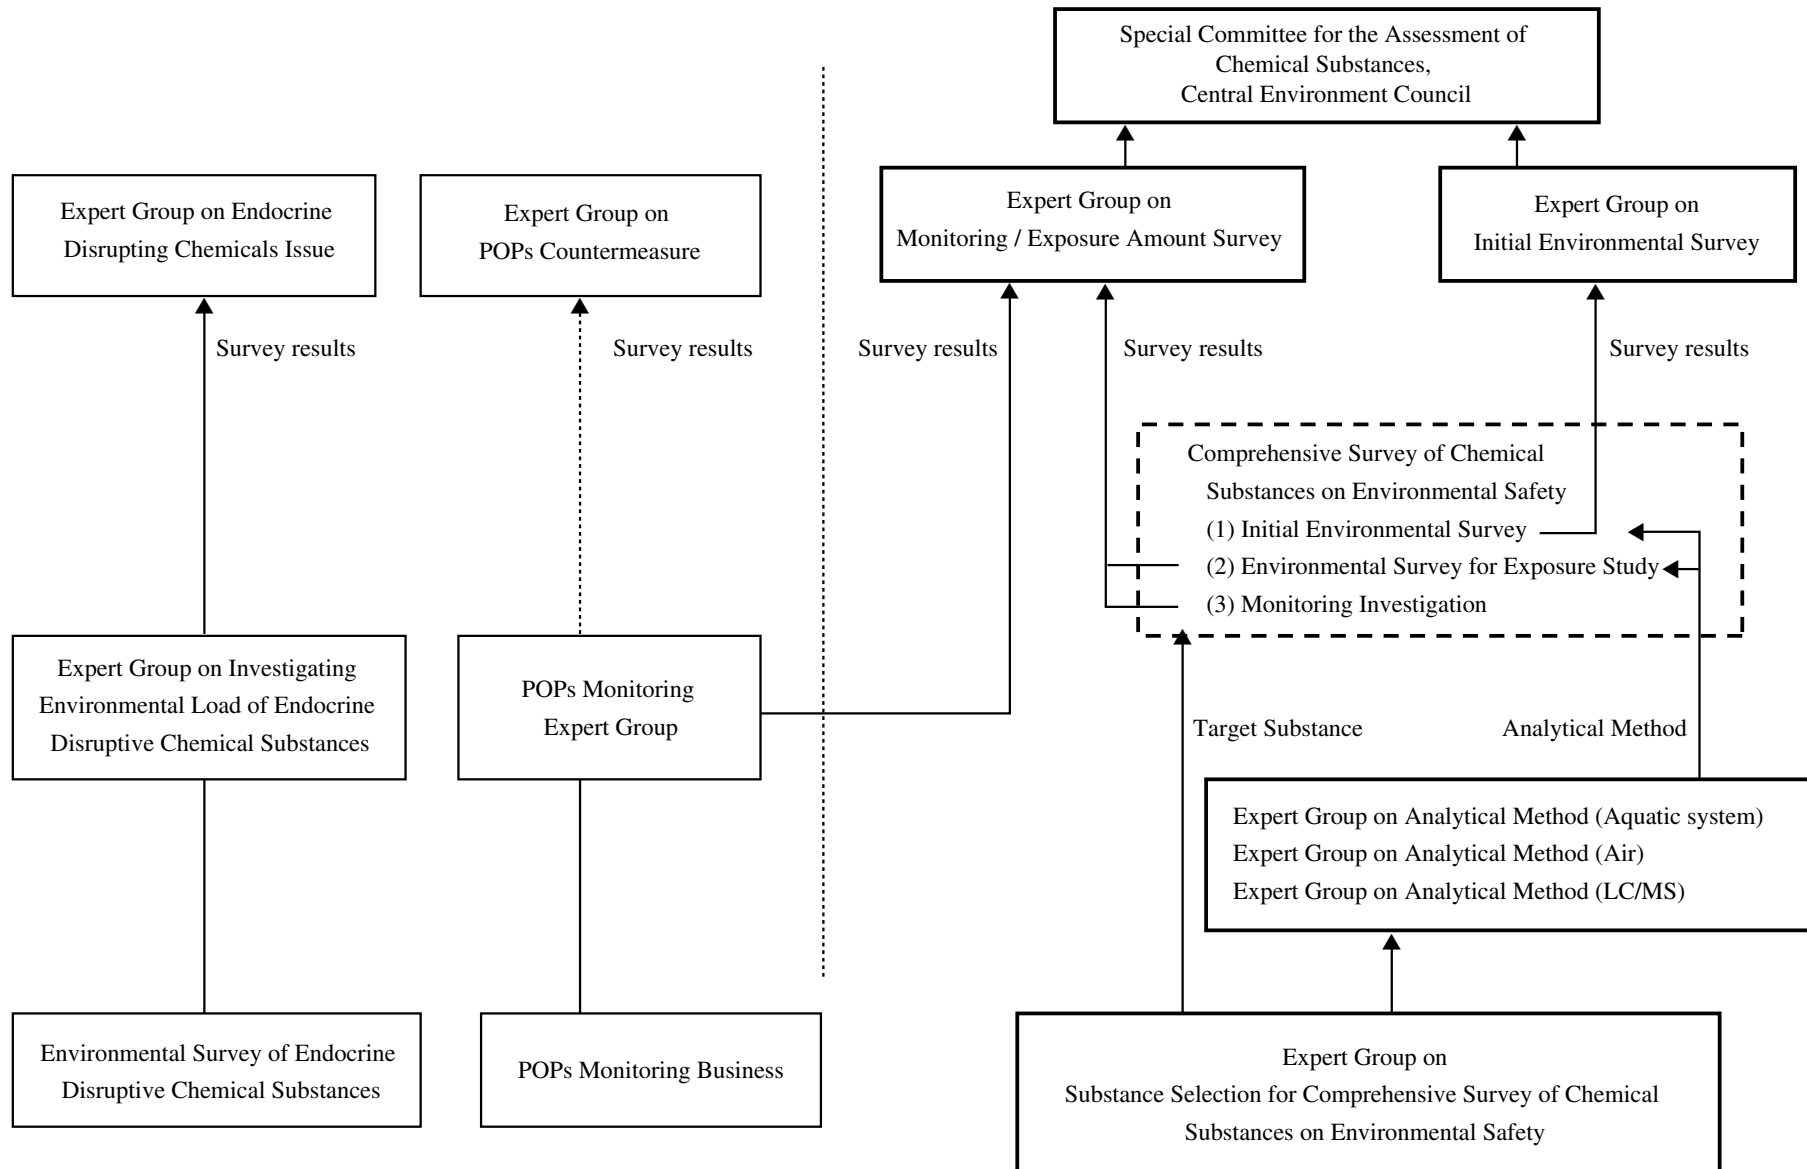 Special Committee for the Assessment of
Chemical Substances,
Central Environment Council
Expert Group on Endocrine
Disrupting Chemicals Issue
Expert Group on
POPs Countermeasure
Expert Group on
Monitoring / Exposure Amount Survey
Expert Group on
Initial Environmental Survey
Survey results
Survey results
Survey results
Survey results
Survey results
Comprehensive Survey of Chemical
Substances on Environmental Safety
(1) Initial Environmental Survey
(2) Environmental Survey for Exposure Study
(3) Monitoring Investigation
Expert Group on Investigating
Environmental Load of Endocrine
Disruptive Chemical Substances
POPs Monitoring
Expert Group
Target Substance
Analytical Method
Expert Group on Analytical Method (Aquatic system)
Expert Group on Analytical Method (Air)
Expert Group on Analytical Method (LC/MS)
Environmental Survey of Endocrine
Disruptive Chemical Substances
POPs Monitoring Business
Expert Group on
Substance Selection for Comprehensive Survey of Chemical
Substances on Environmental Safety